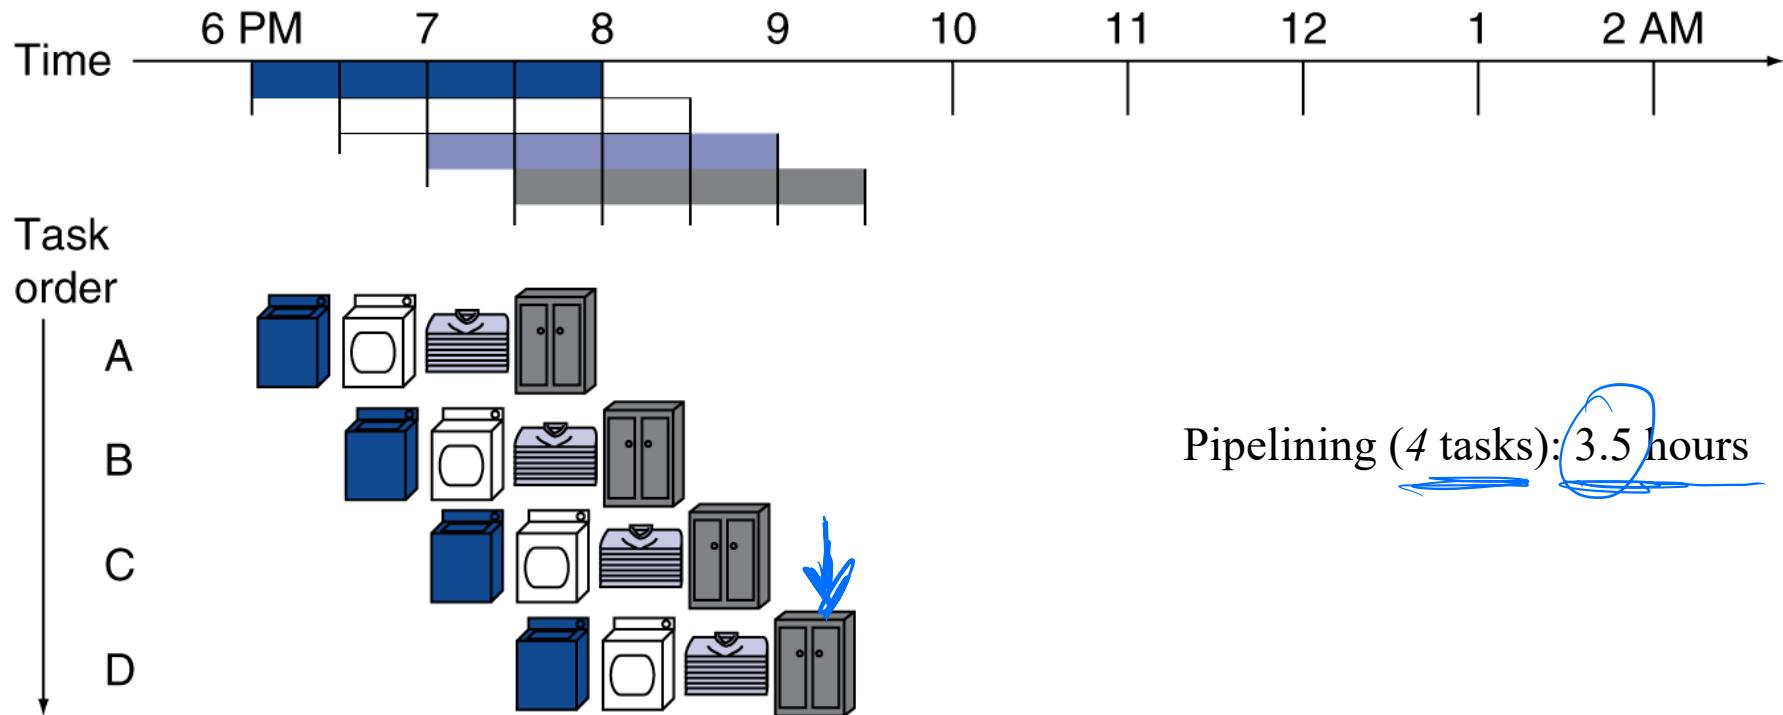 6 PM 7 8 9 10 11 12 1 2 AM
Time
Task
order
A
B
C
D
Pipelining (4 tasks): 3.5 hours